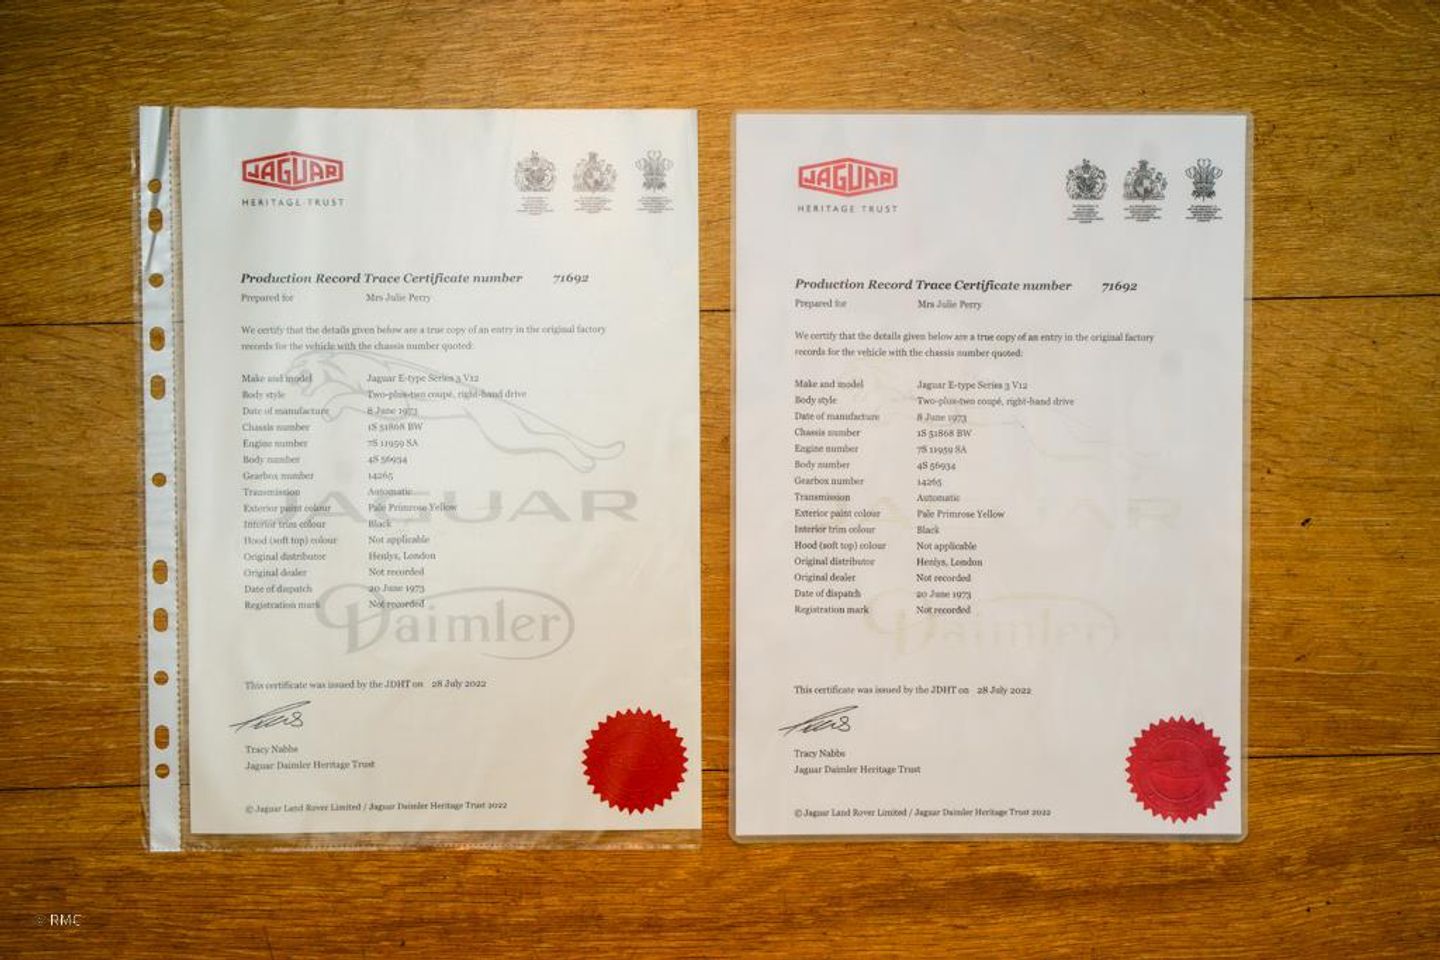 JAGUAR
HERITAGE TRUST
Production Record Trace Certificate number 71692
Prepared for Mrs Julie Perry
We certify that the details given below are a true copy of an entry in the original factory
records for the vehicle with the chassis number quoted:
Make and model Jaguar E-type Series 3 V12
Body style Two-plus-two coupé, right-hand drive
Date of manufacture 8 June 1973
Chassis number 1S 51868 BW
Engine number 7S 11959 SA
Body number 4S 56934
Gearbox number 14265
Transmission Automatic
Exterior paint colour Pale Primrose Yellow
Interior trim colour Black
Hood (soft top) colour Not applicable
Original distributor Henlys, London
Original dealer Not recorded
Date of dispatch 20 June 1973
Registration mark Not recorded
JAGUAR
Daimler
This certificate was issued by the JDHT on 28 July 2022
Tracy Nabbs
Jaguar Daimler Heritage Trust
© Jaguar Land Rover Limited / Jaguar Daimler Heritage Trust 2022
JAGUAR
HERITAGE TRUST
Production Record Trace Certificate number 71692
Prepared for Mrs Julie Perry
We certify that the details given below are a true copy of an entry in the original factory
records for the vehicle with the chassis number quoted:
Make and model Jaguar E-type Series 3 V12
Body style Two-plus-two coupé, right-hand drive
Date of manufacture 8 June 1973
Chassis number 1S 51868 BW
Engine number 7S 11959 SA
Body number 4S 56934
Gearbox number 14265
Transmission Automatic
Exterior paint colour Pale Primrose Yellow
Interior trim colour Black
Hood (soft top) colour Not applicable
Original distributor Henlys, London
Original dealer Not recorded
Date of dispatch 20 June 1973
Registration mark Not recorded
JAGUAR
Daimler
This certificate was issued by the JDHT on 28 July 2022
Tracy Nabbs
Jaguar Daimler Heritage Trust
© Jaguar Land Rover Limited / Jaguar Daimler Heritage Trust 2022
© RMC